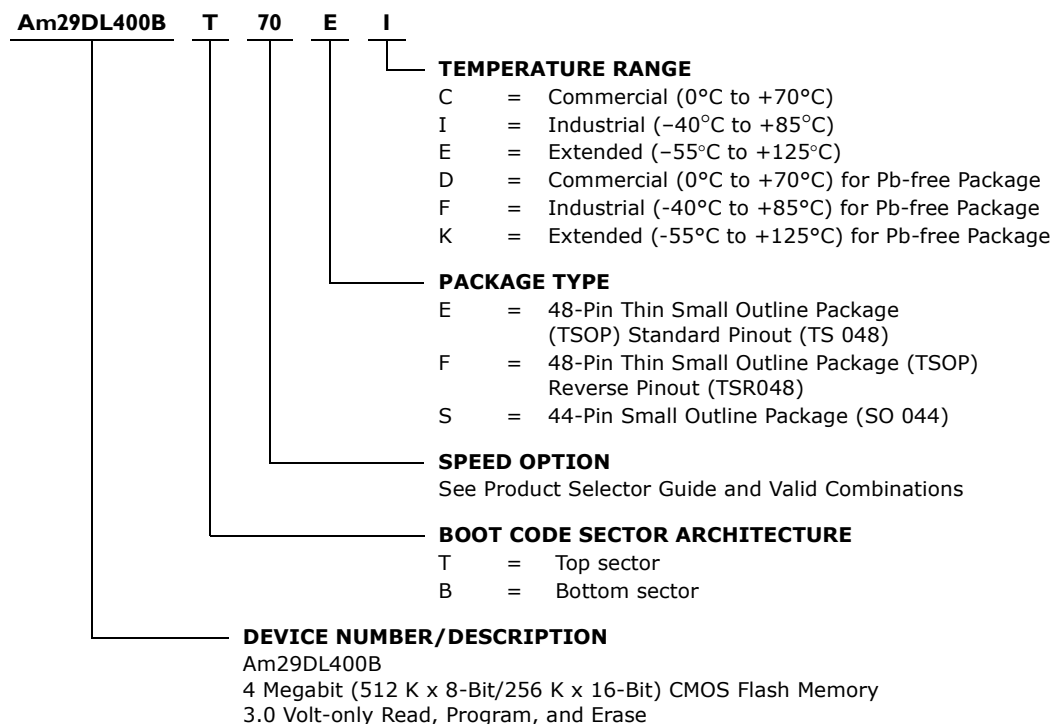 Am29DL400B T 70 E I
TEMPERATURE RANGE
C = Commercial (0°C to +70°C)
I = Industrial (–40°C to +85°C)
E = Extended (–55°C to +125°C)
D = Commercial (0°C to +70°C) for Pb-free Package
F = Industrial (-40°C to +85°C) for Pb-free Package
K = Extended (-55°C to +125°C) for Pb-free Package
PACKAGE TYPE
E = 48-Pin Thin Small Outline Package
(TSOP) Standard Pinout (TS 048)
F = 48-Pin Thin Small Outline Package (TSOP)
Reverse Pinout (TSR048)
S = 44-Pin Small Outline Package (SO 044)
SPEED OPTION
See Product Selector Guide and Valid Combinations
BOOT CODE SECTOR ARCHITECTURE
T = Top sector
B = Bottom sector
DEVICE NUMBER/DESCRIPTION
Am29DL400B
4 Megabit (512 K x 8-Bit/256 K x 16-Bit) CMOS Flash Memory
3.0 Volt-only Read, Program, and Erase